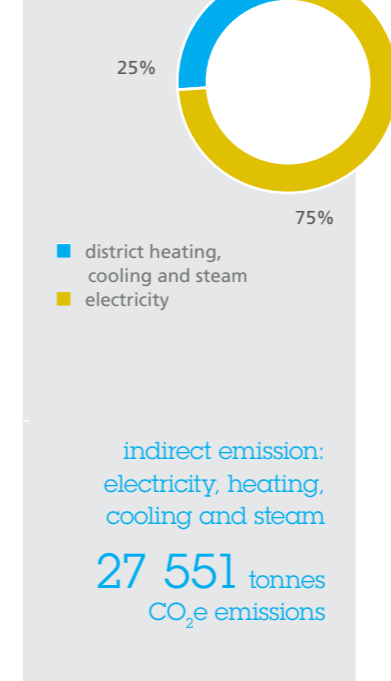 25%
75%
district heating,
cooling and steam
electricity
indirect emission:
electricity, heating,
cooling and steam
27 551 tonnes
CO₂e emissions